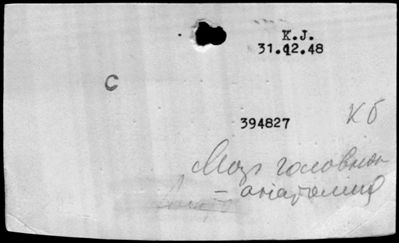 K.J.
31.12.48
C
394827
кб
Мозг головной
- анатомия